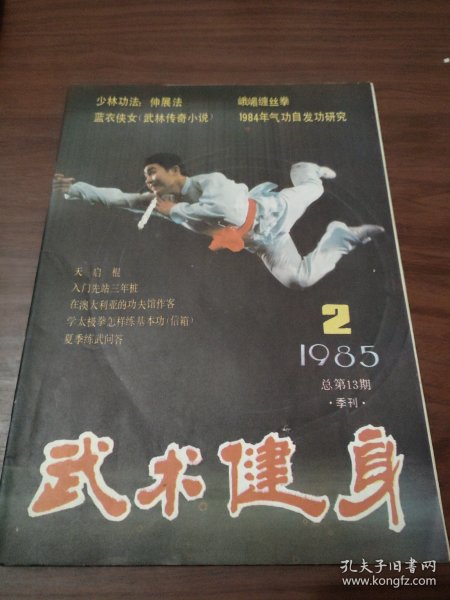 少林功法：伸展法
峨嵋缠丝拳
蓝衣侠女（武林传奇小说）
1984年气功自发功研究
天启棍
入门先站三年桩
在澳大利亚的功夫馆作客
学太极拳怎样练基本功（信箱）
夏季练武问答
2
1985
总第13期
·季刊·
武术健身
孔夫子旧书网
www.kongfz.com